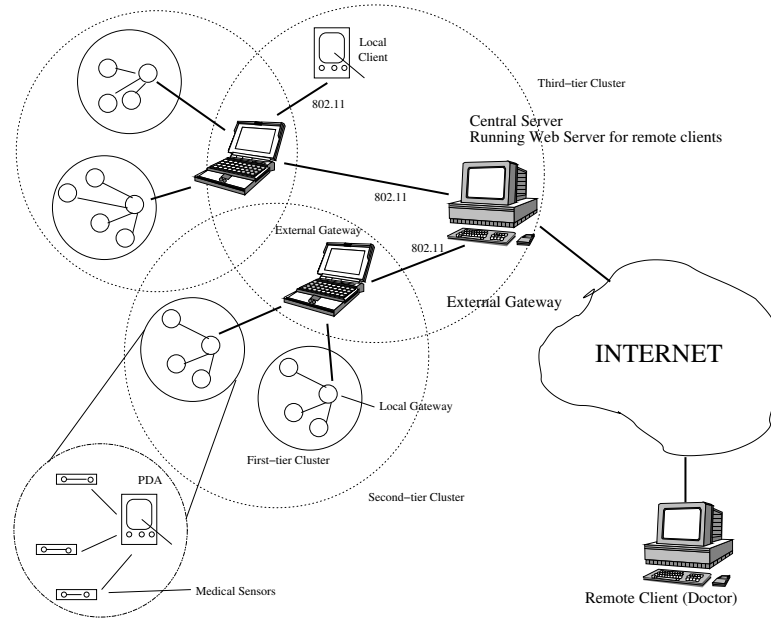 Local
Client
Third−tier Cluster
802.11
Central Server
Running Web Server for remote clients
802.11
External Gateway
802.11
External Gateway
INTERNET
Local Gateway
First−tier Cluster
PDA
Second−tier Cluster
Medical Sensors
Remote Client (Doctor)